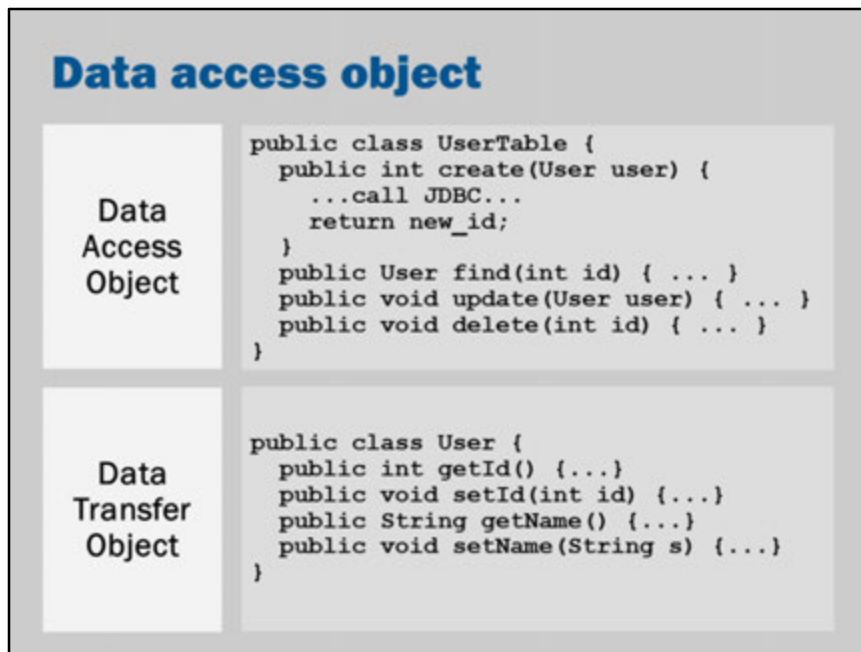 Data access object
Data
Access
Object
public class UserTable {
  public int create(User user) {
    ...call JDBC...
    return new_id;
  }
  public User find(int id) { ... }
  public void update(User user) { ... }
  public void delete(int id) { ... }
}
Data
Transfer
Object
public class User {
  public int getId() {...}
  public void setId(int id) {...}
  public String getName() {...}
  public void setName(String s) {...}
}